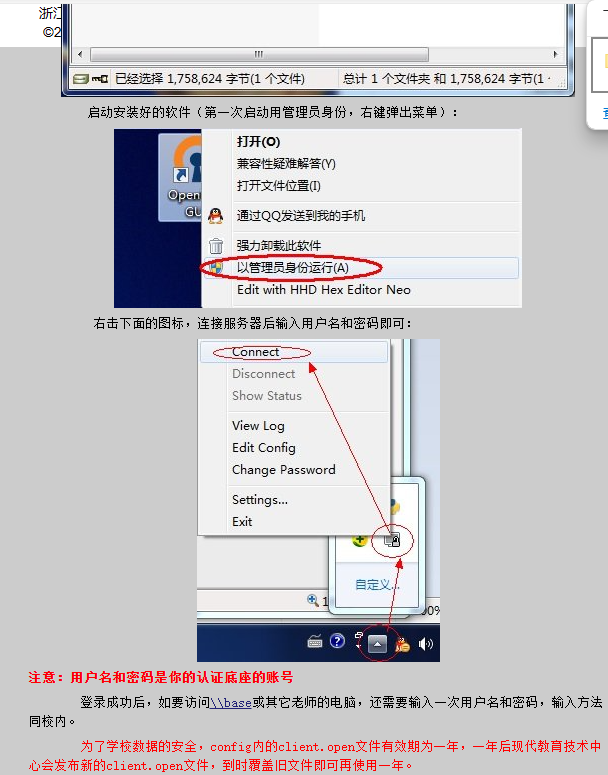 浙江
©2
已经选择 1,758,624 字节(1 个文件)
总计 1 个文件夹 和 1,758,624 字节(1
启动安装好的软件（第一次启动用管理员身份，右键弹出菜单）：
Open
GU
打开(O)
兼容性疑难解答(Y)
打开文件位置(I)
通过QQ发送到我的手机
强力卸载此软件
以管理员身份运行(A)
Edit with HHD Hex Editor Neo
右击下面的图标，连接服务器后输入用户名和密码即可：
Connect
Disconnect
Show Status
View Log
Edit Config
Change Password
Settings...
Exit
自定义...
1
00%
注意：用户名和密码是你的认证底座的账号
登录成功后，如要访问\\base或其它老师的电脑，还需要输入一次用户名和密码，输入方法
同校内。
为了学校数据的安全，config内的client.open文件有效期为一年，一年后现代教育技术中
心会发布新的client.open文件，到时覆盖旧文件即可再使用一年。